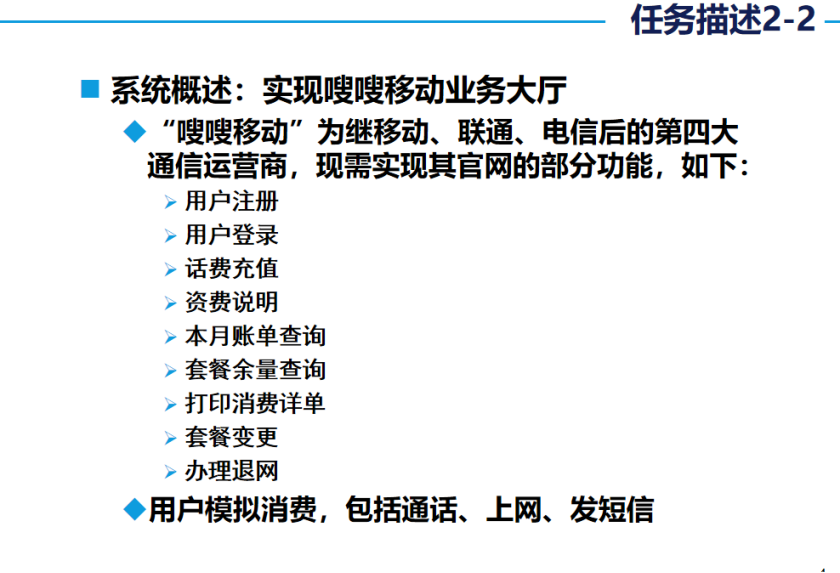 任务描述2-2
系统概述：实现嗖嗖移动业务大厅
“嗖嗖移动”为继移动、联通、电信后的第四大
通信运营商，现需实现其官网的部分功能，如下：
用户注册
用户登录
话费充值
资费说明
本月账单查询
套餐余量查询
打印消费详单
套餐变更
办理退网
用户模拟消费，包括通话、上网、发短信